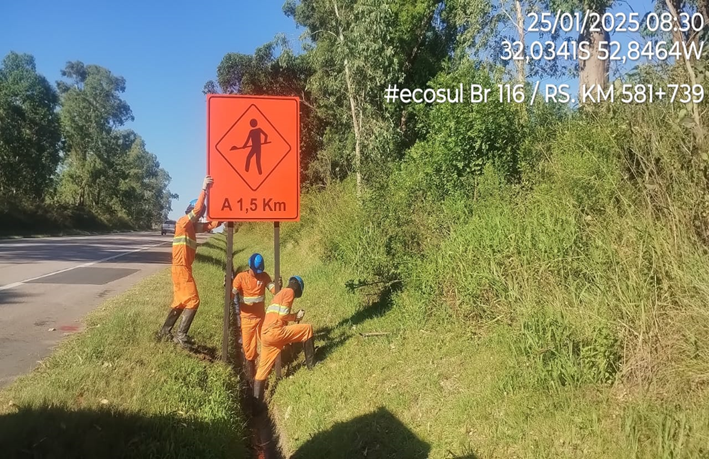 25/01/2025 08:30
32,0341S 52,8464W
#ecosul Br 116 / RS, KM 581+739
A 1,5 Km